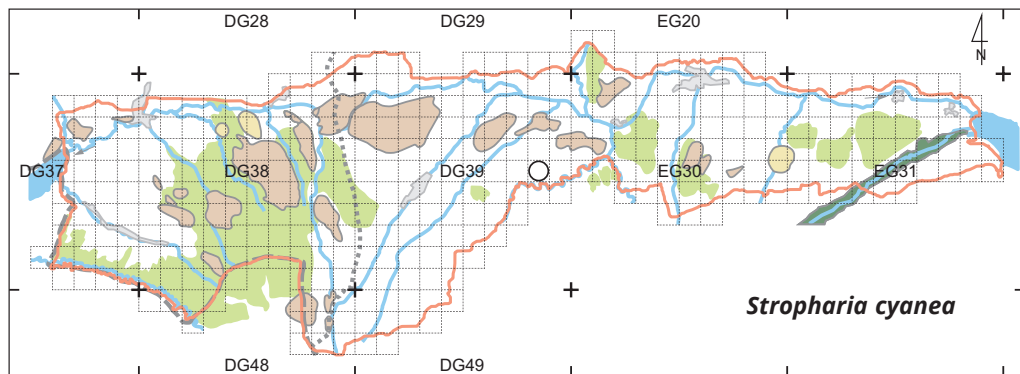 DG28 DG29 EG20
N
DG37 DG38 DG39 EG30 EG31
Stropharia cyanea
DG48 DG49